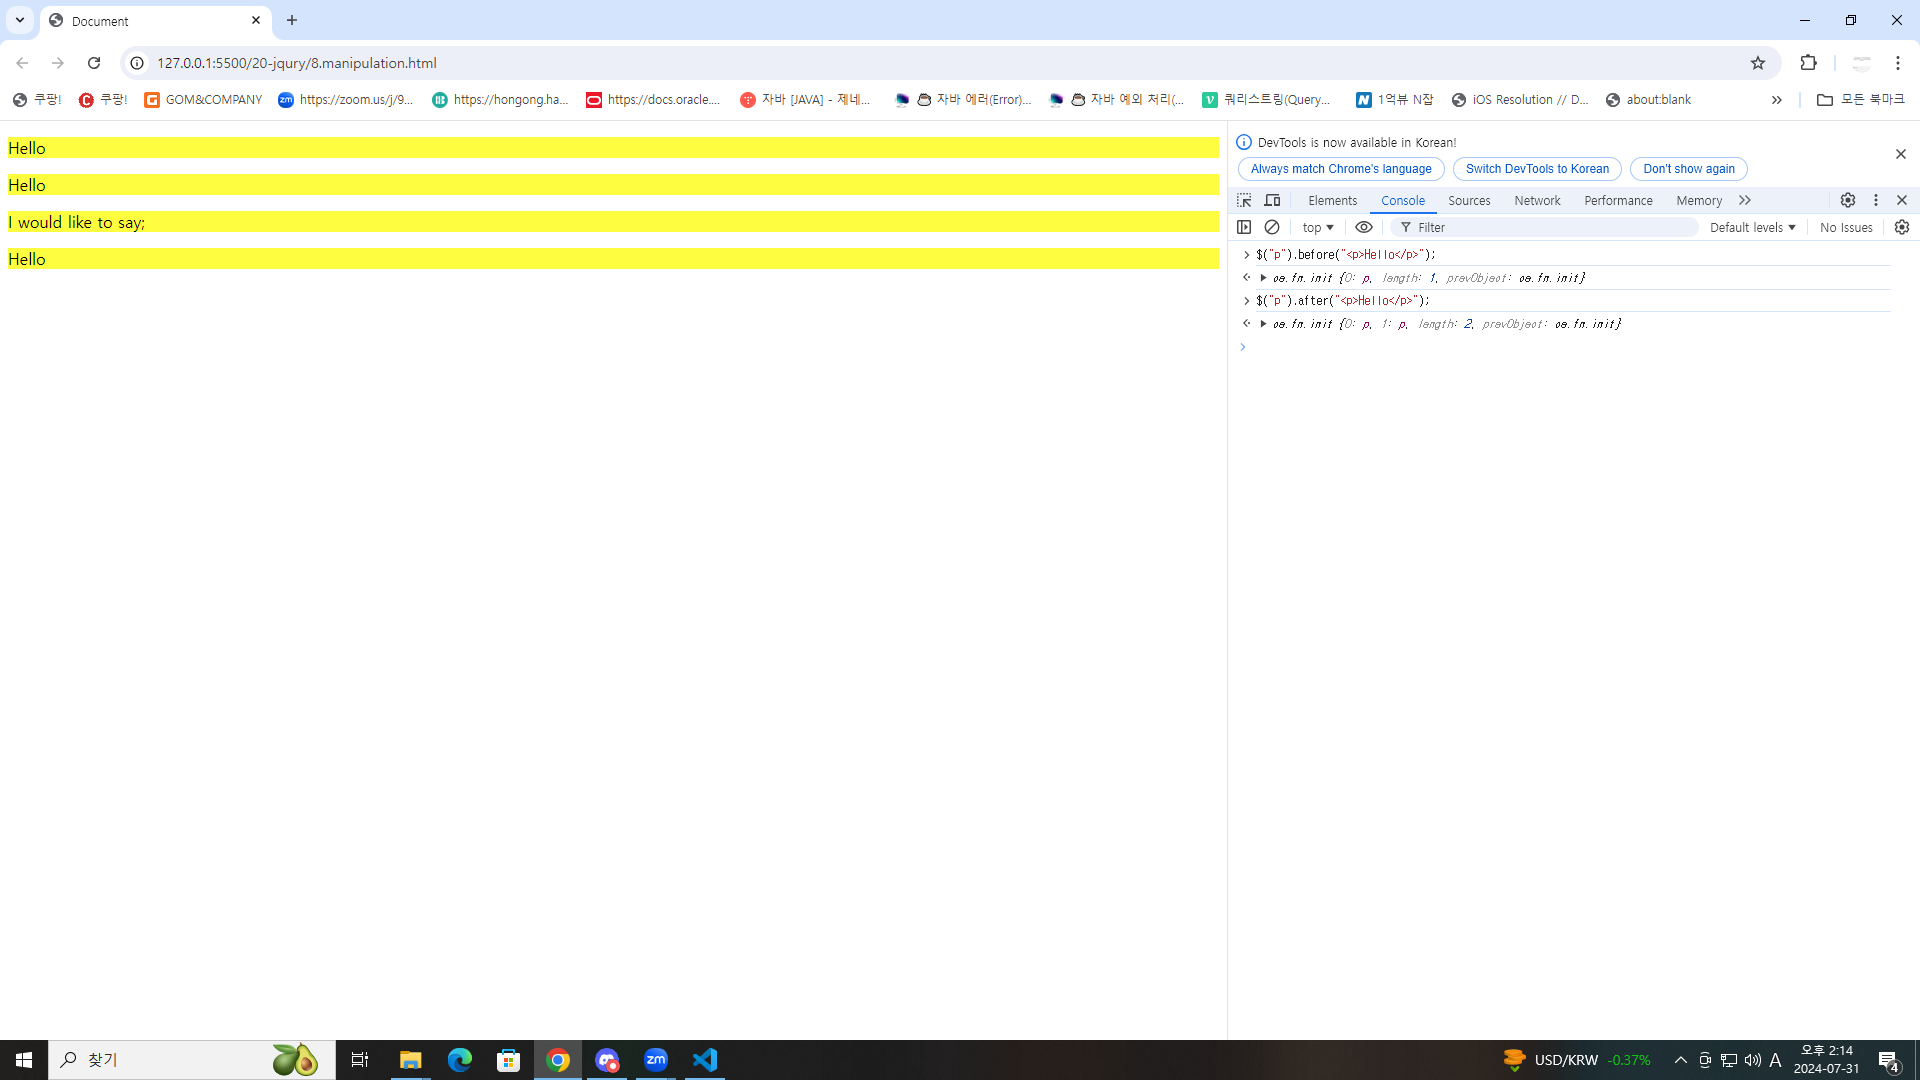 Document
127.0.0.1:5500/20-jqury/8.manipulation.html
쿠팡!
쿠팡!
GOM&COMPANY
https://zoom.us/j/9...
https://hongong.ha...
https://docs.oracle....
자바 [JAVA] - 제네...
자바 에러(Error)...
자바 예외 처리(...
쿼리스트링(Query...
1억뷰 N잡
iOS Resolution // D...
about:blank
모든 북마크
Hello
Hello
I would like to say;
Hello
DevTools is now available in Korean!
Always match Chrome's language
Switch DevTools to Korean
Don't show again
Elements
Console
Sources
Network
Performance
Memory
top
Filter
Default levels
No Issues
$("p").before("<p>Hello</p>");
oe.fn.init {0: p, length: 1, prevObject: oe.fn.init}
$("p").after("<p>Hello</p>");
oe.fn.init {0: p, 1: p, length: 2, prevObject: oe.fn.init}
찾기
USD/KRW -0.37%
A
오후 2:14
2024-07-31
4